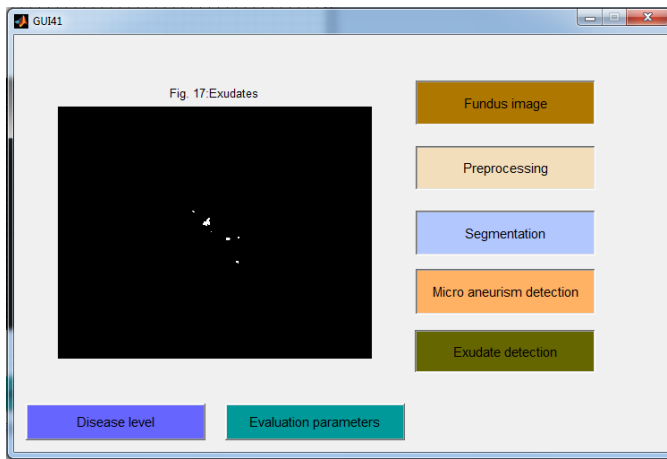 GUI41
Fig. 17:Exudates
Fundus image
Preprocessing
Segmentation
Micro aneurism detection
Exudate detection
Disease level
Evaluation parameters